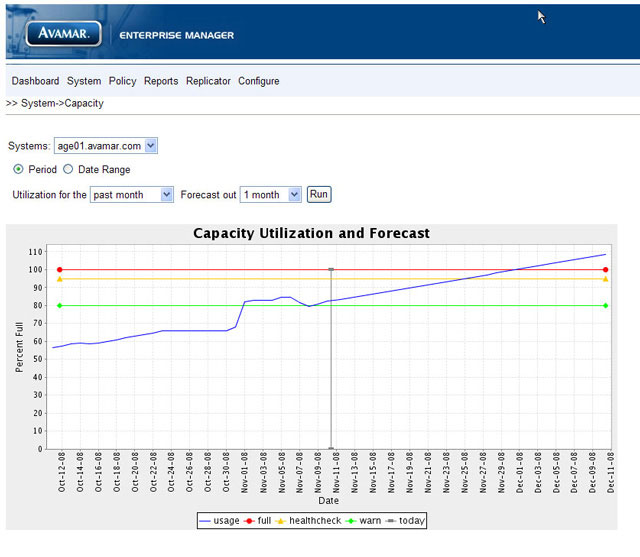 AVAMAR. ENTERPRISE MANAGER
Dashboard System Policy Reports Replicator Configure
>> System->Capacity
Systems: age01.avamar.com
Period Date Range
Utilization for the past month Forecast out 1 month Run
Capacity Utilization and Forecast
Percent Full
110
100
90
80
70
60
50
40
30
20
10
0
Oct-12-08
Oct-14-08
Oct-16-08
Oct-18-08
Oct-20-08
Oct-22-08
Oct-24-08
Oct-26-08
Oct-28-08
Oct-30-08
Nov-01-08
Nov-03-08
Nov-05-08
Nov-07-08
Nov-09-08
Nov-11-08
Nov-13-08
Nov-15-08
Nov-17-08
Nov-19-08
Nov-21-08
Nov-23-08
Nov-25-08
Nov-27-08
Nov-29-08
Dec-01-08
Dec-03-08
Dec-05-08
Dec-07-08
Dec-09-08
Dec-11-08
Date
usage full healthcheck warn today